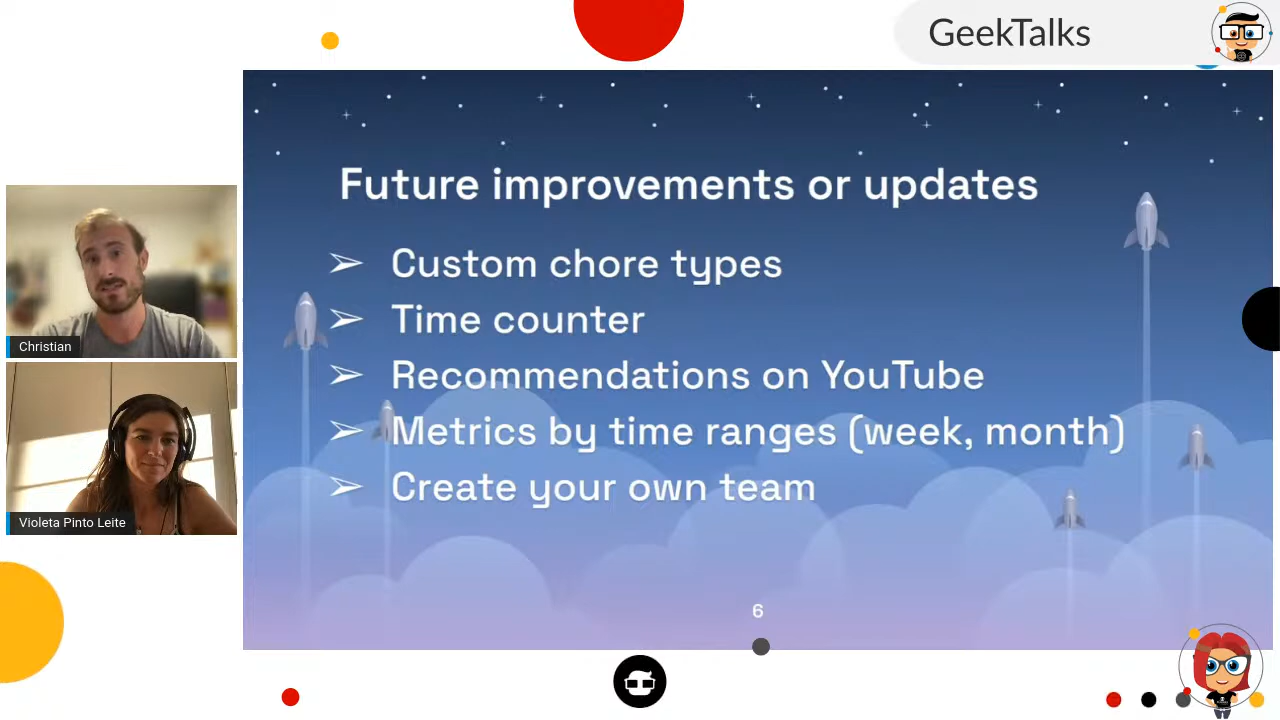 GeekTalks
Future improvements or updates
➢ Custom chore types
➢ Time counter
➢ Recommendations on YouTube
➢ Metrics by time ranges (week, month)
➢ Create your own team
6
Christian
Violeta Pinto Leite